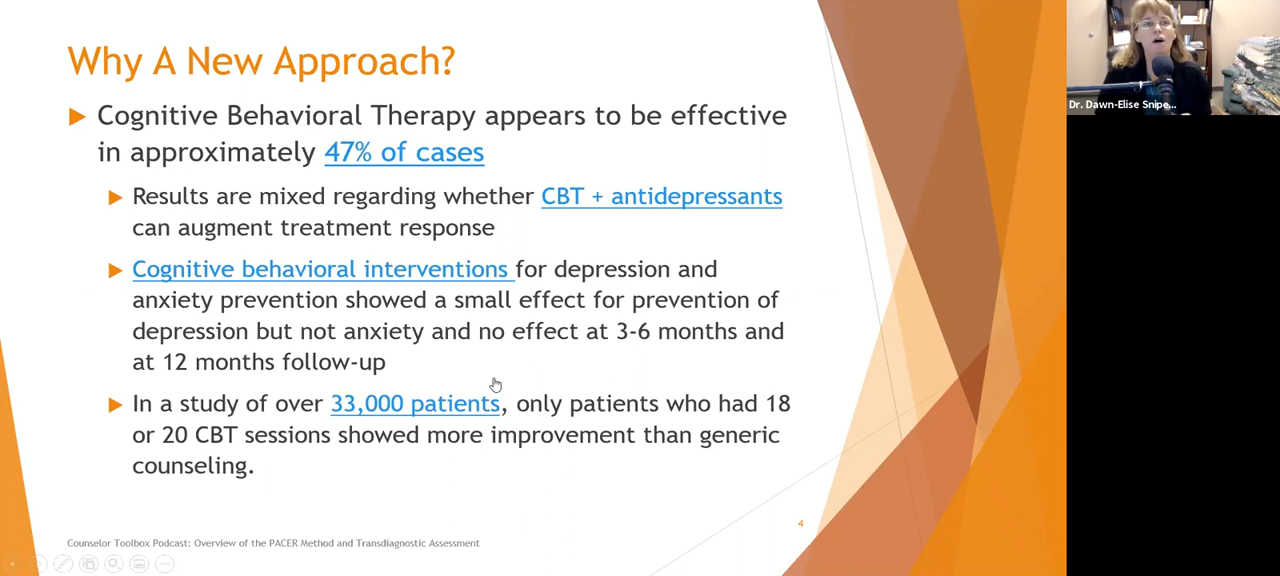 Why A New Approach?
Cognitive Behavioral Therapy appears to be effective
in approximately 47% of cases
Results are mixed regarding whether CBT + antidepressants
can augment treatment response
Cognitive behavioral interventions for depression and
anxiety prevention showed a small effect for prevention of
depression but not anxiety and no effect at 3-6 months and
at 12 months follow-up
In a study of over 33,000 patients, only patients who had 18
or 20 CBT sessions showed more improvement than generic
counseling.
4
Counselor Toolbox Podcast; Overview of the PACER Method and Transdiagnostic Assessment
Dr. Dawn-Elise Snipe...